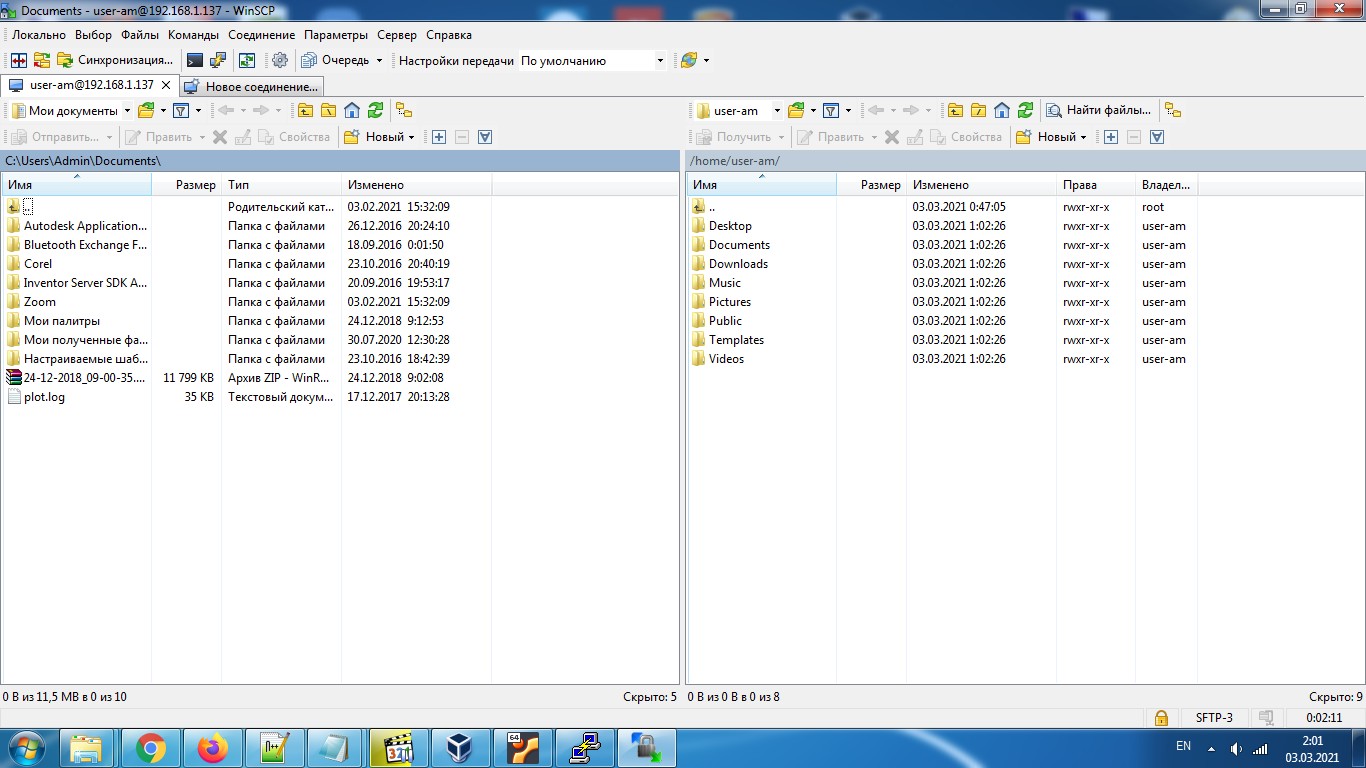 Documents - user-am@192.168.1.137 - WinSCP
Локально Выбор Файлы Команды Соединение Параметры Сервер Справка
Синхронизация... Очередь Настройки передачи По умолчанию
user-am@192.168.1.137 Новое соединение...
Мои документы user-am Найти файлы...
Отправить... Править Свойства Новый Получить Править Свойства Новый
C:\Users\Admin\Documents\ /home/user-am/
Имя Размер Тип Изменено Имя Размер Изменено Права Владел...
.. Родительский кат... 03.02.2021 15:32:09 .. 03.03.2021 0:47:05 rwxr-xr-x root
Autodesk Application... Папка с файлами 26.12.2016 20:24:10 Desktop 03.03.2021 1:02:26 rwxr-xr-x user-am
Bluetooth Exchange F... Папка с файлами 18.09.2016 0:01:50 Documents 03.03.2021 1:02:26 rwxr-xr-x user-am
Corel Папка с файлами 23.10.2016 20:40:19 Downloads 03.03.2021 1:02:26 rwxr-xr-x user-am
Inventor Server SDK A... Папка с файлами 20.09.2016 19:53:17 Music 03.03.2021 1:02:26 rwxr-xr-x user-am
Zoom Папка с файлами 03.02.2021 15:32:09 Pictures 03.03.2021 1:02:26 rwxr-xr-x user-am
Мои палитры Папка с файлами 24.12.2018 9:12:53 Public 03.03.2021 1:02:26 rwxr-xr-x user-am
Мои полученные фа... Папка с файлами 30.07.2020 12:30:28 Templates 03.03.2021 1:02:26 rwxr-xr-x user-am
Настраиваемые шаб... Папка с файлами 23.10.2016 18:42:39 Videos 03.03.2021 1:02:26 rwxr-xr-x user-am
24-12-2018_09-00-35.... 11 799 KB Архив ZIP - WinR... 24.12.2018 9:02:08
plot.log 35 KB Текстовый докум... 17.12.2017 20:13:28
0 B из 11,5 MB в 0 из 10 Скрыто: 5 0 B из 0 B в 0 из 8 Скрыто: 9
SFTP-3 0:02:11
EN 2:01
03.03.2021